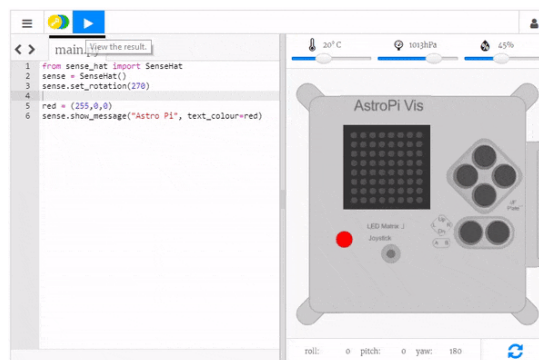 20° C
1013hPa
45%
main.py
View the result.
1 from sense_hat import SenseHat
2 sense = SenseHat()
3 sense.set_rotation(270)
4
5 red = (255,0,0)
6 sense.show_message("Astro Pi", text_colour=red)
AstroPi Vis
LED Matrix
Joystick
Up
L R
Dn
A B
roll: 0 pitch: 0 yaw: 180